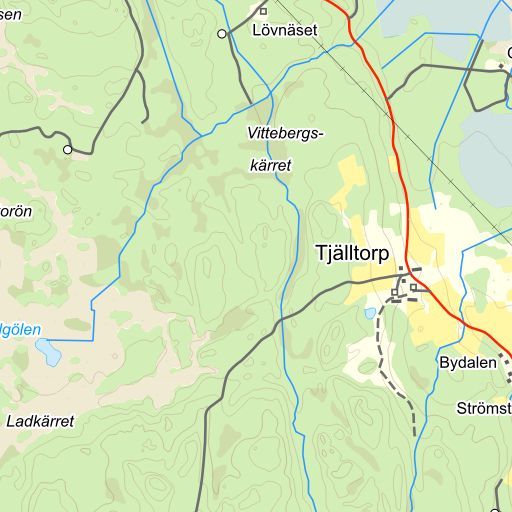 sen
Lövnäset
Vittebergs-
kärret
orön
Tjälltorp
lgölen
Bydalen
Ladkärret
Strömst